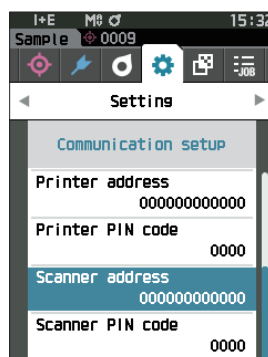 I+E M0 15:32
Sample 0009
-JOB
Setting
Communication setup
Printer address
000000000000
Printer PIN code
0000
Scanner address
000000000000
Scanner PIN code
0000